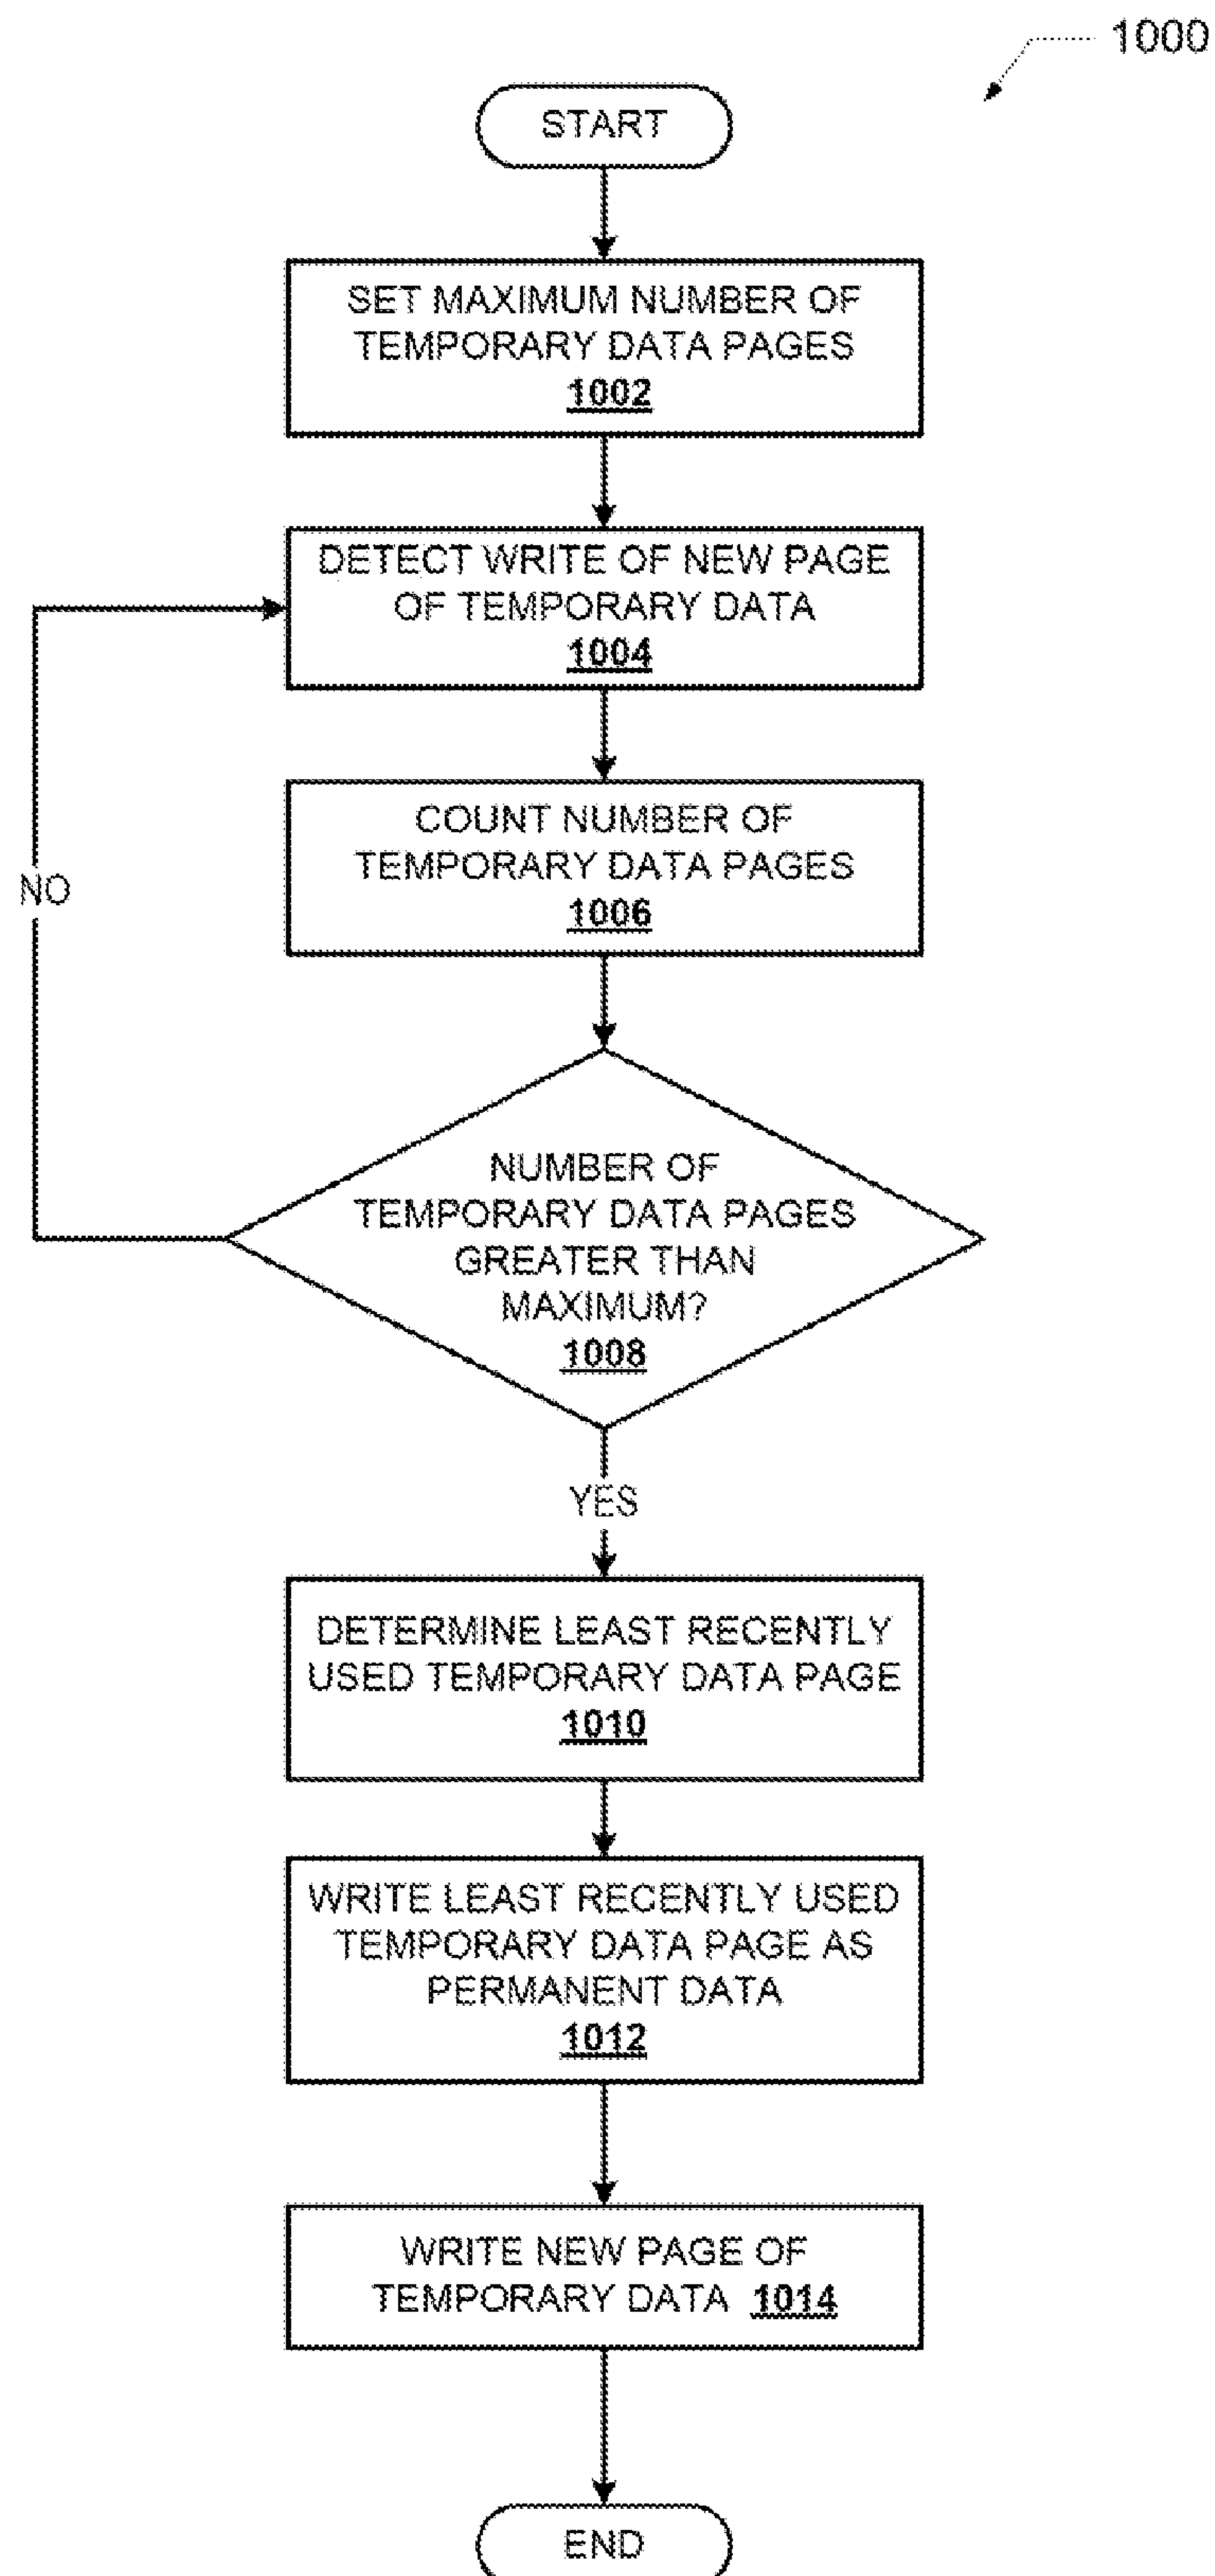 1000
START
SET MAXIMUM NUMBER OF
TEMPORARY DATA PAGES
1002
DETECT WRITE OF NEW PAGE
OF TEMPORARY DATA
1004
COUNT NUMBER OF
TEMPORARY DATA PAGES
1006
NO
NUMBER OF
TEMPORARY DATA PAGES
GREATER THAN
MAXIMUM?
1008
YES
DETERMINE LEAST RECENTLY
USED TEMPORARY DATA PAGE
1010
WRITE LEAST RECENTLY USED
TEMPORARY DATA PAGE AS
PERMANENT DATA
1012
WRITE NEW PAGE OF
TEMPORARY DATA 1014
END